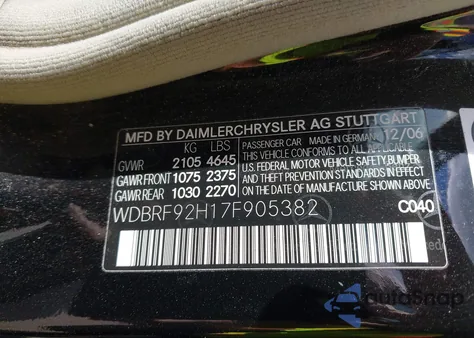 MFD BY DAIMLERCHRYSLER AG STUTTGART
KG LBS PASSENGER CAR MADE IN GERMANY 12/06
GVWR 2105 4645 THIS VEHICLE CONFORMS TO ALL APPLICABLE
GAWR FRONT 1075 2375 U.S. FEDERAL MOTOR VEHICLE SAFETY, BUMPER
GAWR REAR 1030 2270 AND THEFT PREVENTION STANDARDS IN EFFECT
ON THE DATE OF MANUFACTURE SHOWN ABOVE.
WDBRF92H17F905382 C040
autoSnap